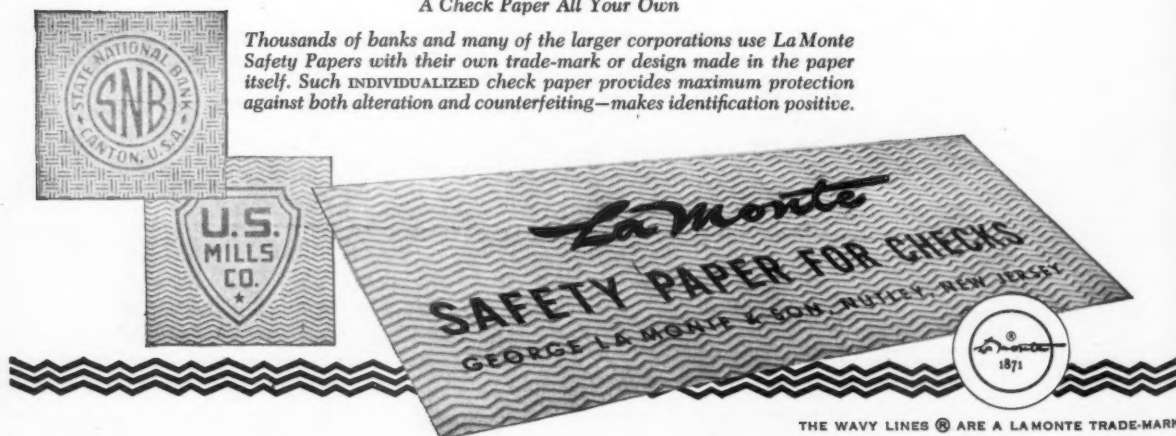 A Check Paper All Your Own
Thousands of banks and many of the larger corporations use La Monte
Safety Papers with their own trade-mark or design made in the paper
itself. Such INDIVIDUALIZED check paper provides maximum protection
against both alteration and counterfeiting—makes identification positive.
STATE NATIONAL BANK
SNB
CANTON, U.S.A.
U.S.
MILLS
CO.
La Monte
SAFETY PAPER FOR CHECKS
GEORGE LA MONTE & SON, NUTLEY, NEW JERSEY
®
La Monte
1871
THE WAVY LINES ® ARE A LAMONTE TRADE-MARK